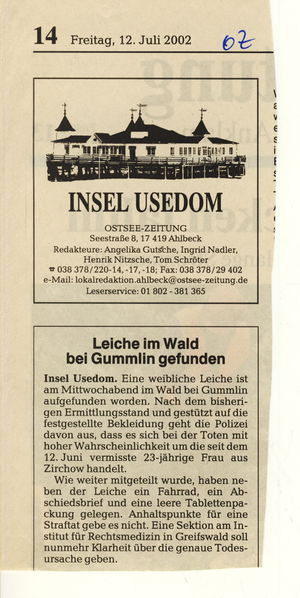 14 Freitag, 12. Juli 2002 OZ
INSEL USEDOM
OSTSEE-ZEITUNG
Seestraße 8, 17 419 Ahlbeck
Redakteure: Angelika Gutsche, Ingrid Nadler,
Henrik Nitzsche, Tom Schröter
☎ 038 378/220-14, -17, -18; Fax: 038 378/29 402
e-Mail: lokalredaktion.ahlbeck@ostsee-zeitung.de
Leserservice: 01 802 - 381 365
Leiche im Wald
bei Gummlin gefunden
Insel Usedom. Eine weibliche Leiche ist
am Mittwochabend im Wald bei Gummlin
aufgefunden worden. Nach dem bisheri-
gen Ermittlungsstand und gestützt auf die
festgestellte Bekleidung geht die Polizei
davon aus, dass es sich bei der Toten mit
hoher Wahrscheinlichkeit um die seit dem
12. Juni vermisste 23-jährige Frau aus
Zirchow handelt.
Wie weiter mitgeteilt wurde, haben ne-
ben der Leiche ein Fahrrad, ein Ab-
schiedsbrief und eine leere Tablettenpa-
ckung gelegen. Anhaltspunkte für eine
Straftat gebe es nicht. Eine Sektion am In-
stitut für Rechtsmedizin in Greifswald soll
nunmehr Klarheit über die genaue Todes-
ursache geben.